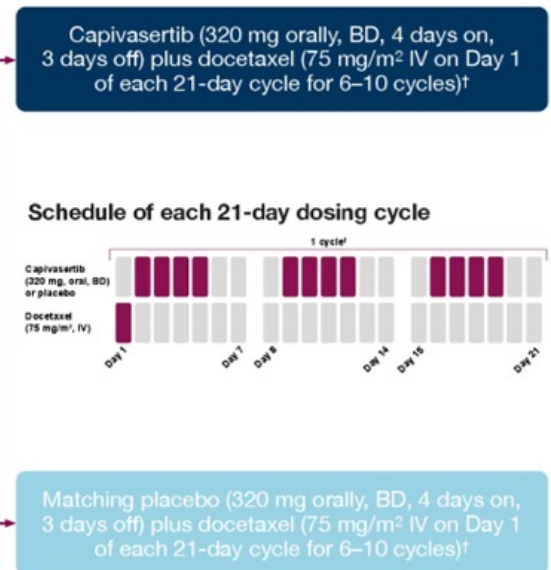 Capivasertib (320 mg orally, BD, 4 days on,
3 days off) plus docetaxel (75 mg/m² IV on Day 1
of each 21-day cycle for 6–10 cycles)†
Schedule of each 21-day dosing cycle
1 cycle†
Capivasertib
(320 mg, oral, BD)
or placebo
Docetaxel
(75 mg/m², IV)
Day 1
Day 7
Day 8
Day 14
Day 15
Day 21
Matching placebo (320 mg orally, BD, 4 days on,
3 days off) plus docetaxel (75 mg/m² IV on Day 1
of each 21-day cycle for 6–10 cycles)†